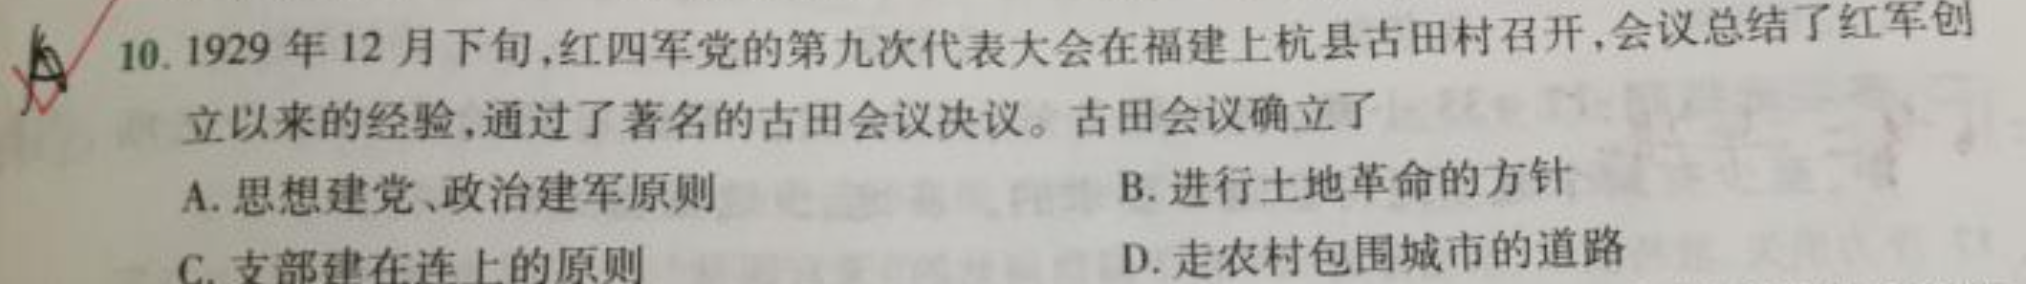 A
10. 1929 年 12 月下旬,红四军党的第九次代表大会在福建上杭县古田村召开,会议总结了红军创
立以来的经验,通过了著名的古田会议决议。古田会议确立了
A. 思想建党、政治建军原则 B. 进行土地革命的方针
C. 支部建在连上的原则 D. 走农村包围城市的道路